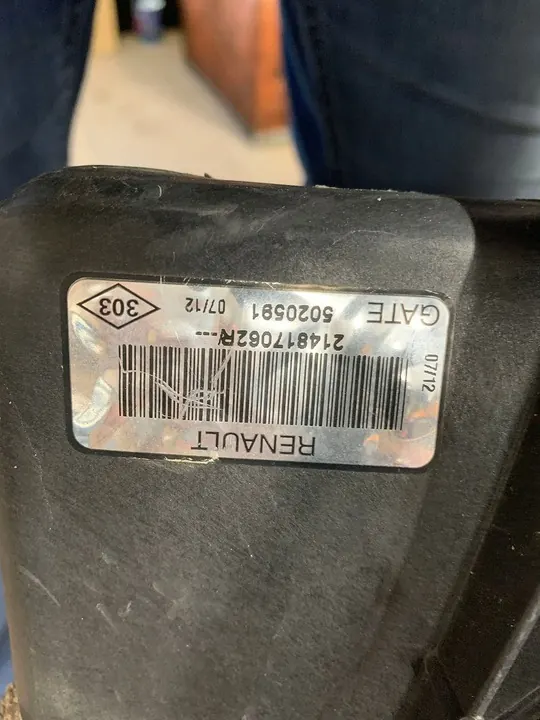 RENAULT
214817062R---
GATE 5020591 07/12 303
07/12